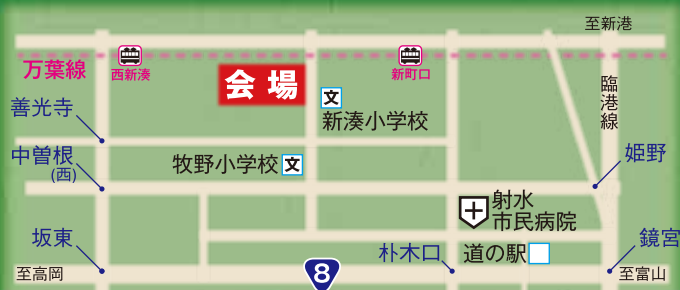 至新港
万葉線
西新湊
新町口
会場
文
新湊小学校
臨港線
善光寺
中曽根
(西)
牧野小学校
文
姫野
射水
市民病院
坂東
朴木口
道の駅
鏡宮
至高岡
8
至富山